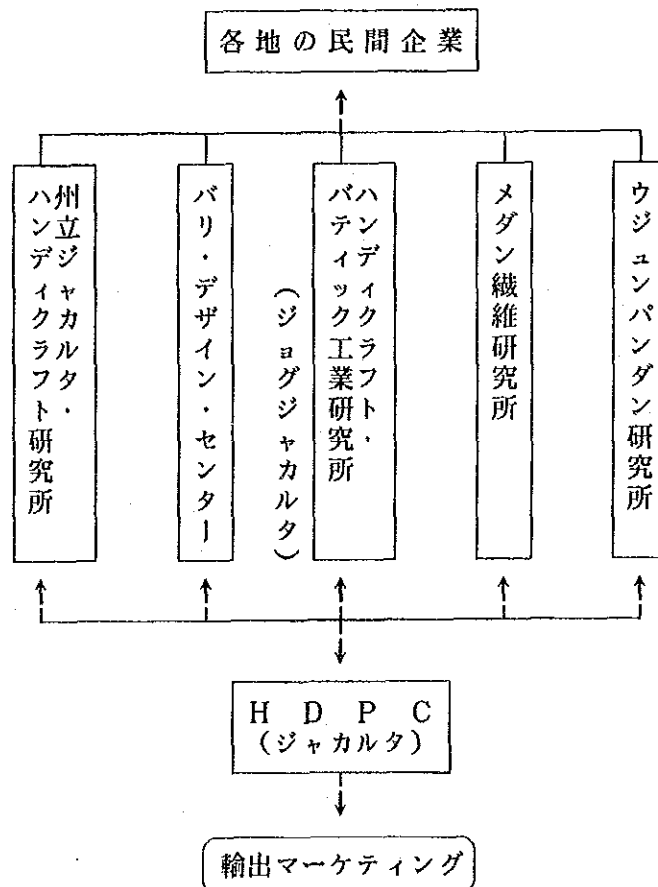 各地の民間企業
州立ジャカルタ・
ハンディクラフト研究所
バリ・デザイン・センター
ハンディクラフト・
バティック工業研究所
(ジョグジャカルタ)
メダン繊維研究所
ウジュンパンダン研究所
HDPC
(ジャカルタ)
輸出マーケティング